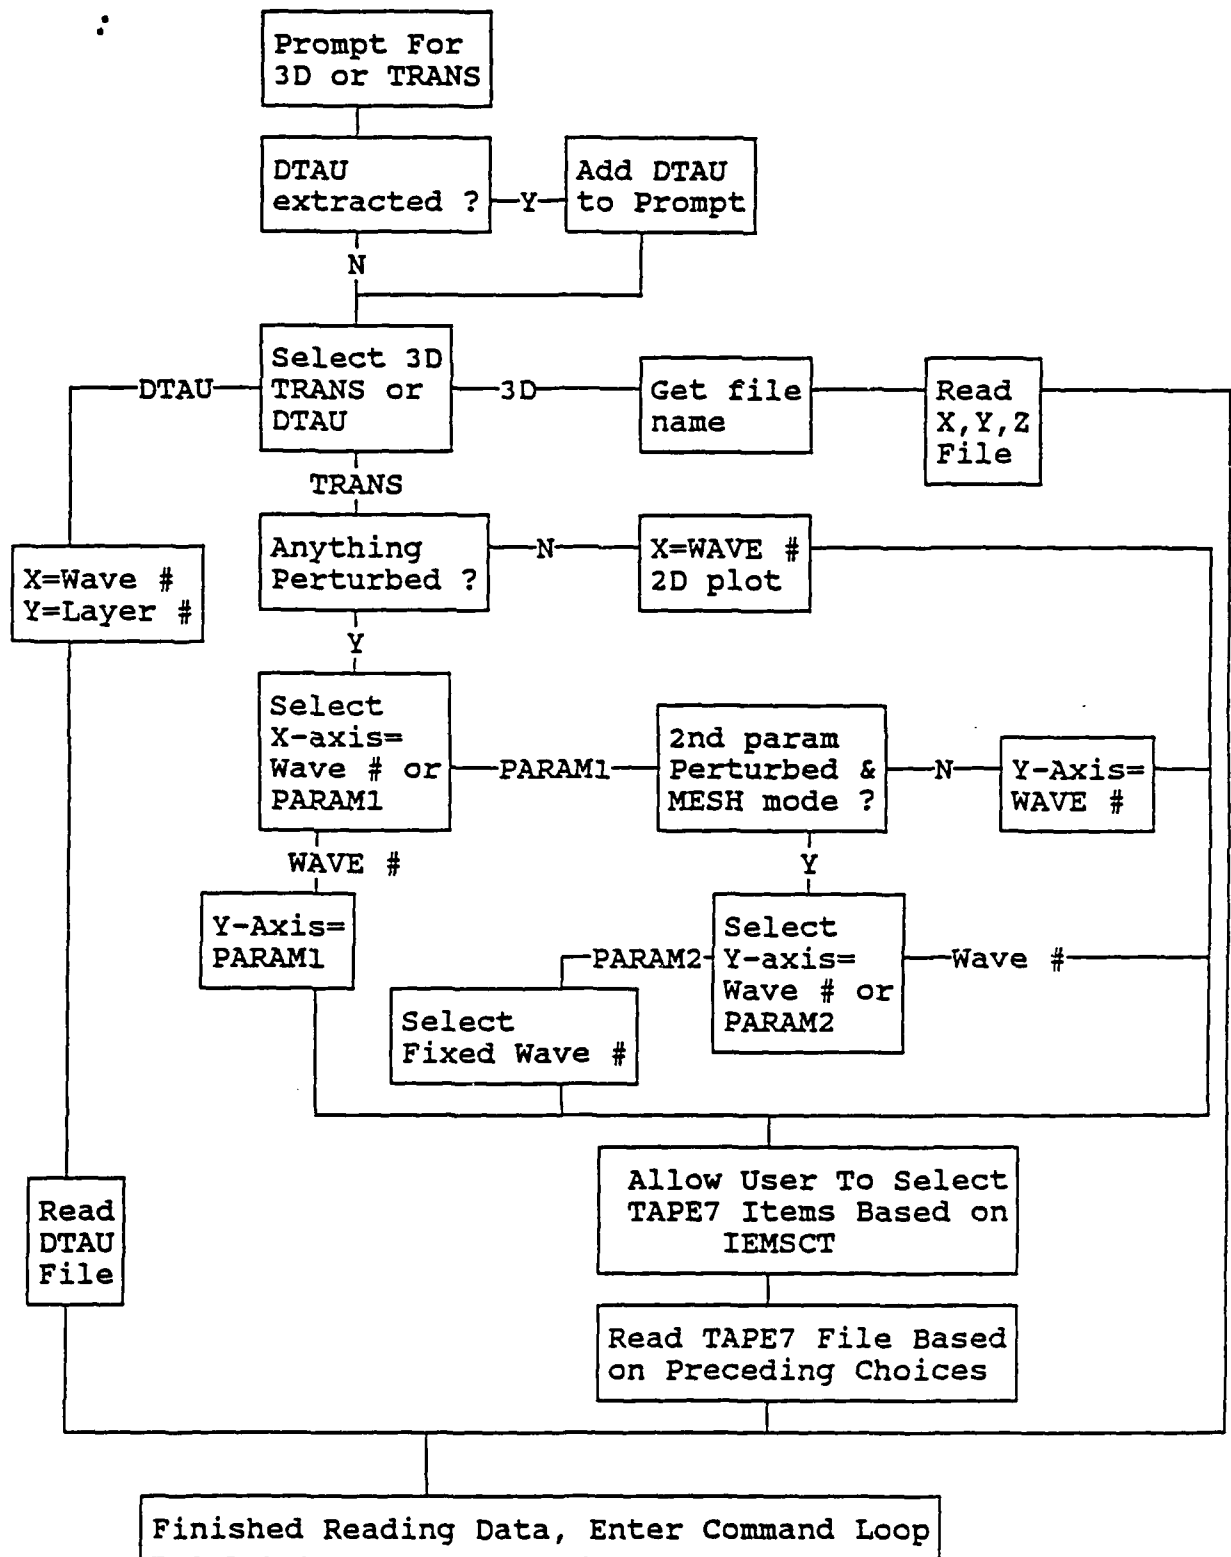 Prompt For
3D or TRANS
DTAU
extracted ?
Y
Add DTAU
to Prompt
N
Select 3D
TRANS or
DTAU
DTAU
3D
Get file
name
Read
X,Y,Z
File
TRANS
Anything
Perturbed ?
N
X=WAVE #
2D plot
X=Wave #
Y=Layer #
Y
Select
X-axis=
Wave # or
PARAM1
PARAM1
2nd param
Perturbed &
MESH mode ?
N
Y-Axis=
WAVE #
WAVE #
Y
Y-Axis=
PARAM1
PARAM2
Select
Y-axis=
Wave # or
PARAM2
Wave #
Select
Fixed Wave #
Allow User To Select
TAPE7 Items Based on
IEMSCT
Read
DTAU
File
Read TAPE7 File Based
on Preceding Choices
Finished Reading Data, Enter Command Loop